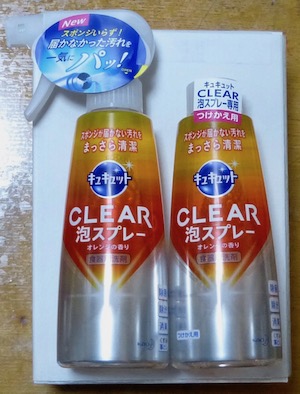 New
スポンジいらず!
届かなかった汚れを
一気に
パッ!
スポンジが届かない汚れを
まっさら清潔
キュキュット
CLEAR
泡スプレー
オレンジの香り
食器用洗剤
キュキュット
CLEAR
泡スプレー専用
つけかえ用
スポンジが届かない汚れを
まっさら清潔
キュキュット
CLEAR
泡スプレー
オレンジの香り
食器用洗剤
つけかえ用